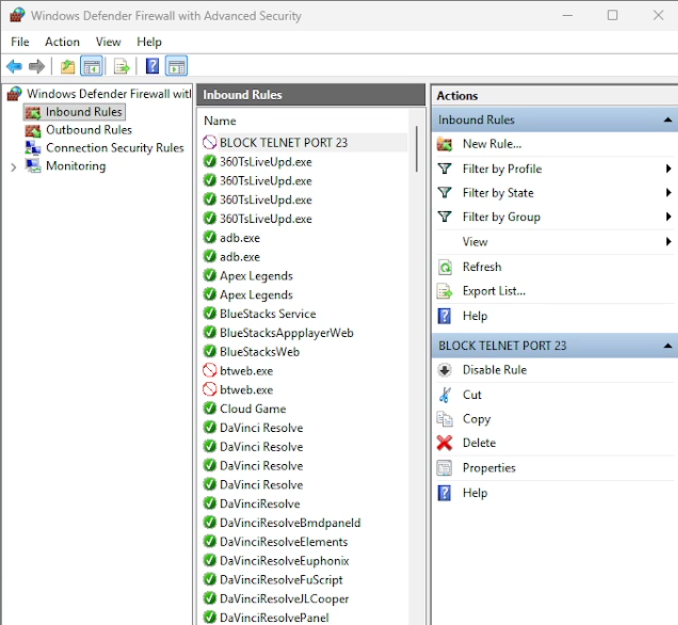 Windows Defender Firewall with Advanced Security
File Action View Help
Windows Defender Firewall wit
Inbound Rules
Outbound Rules
Connection Security Rules
Monitoring
Inbound Rules
Name
BLOCK TELNET PORT 23
360TsLiveUpd.exe
360TsLiveUpd.exe
360TsLiveUpd.exe
360TsLiveUpd.exe
adb.exe
adb.exe
Apex Legends
Apex Legends
BlueStacks Service
BlueStacksAppplayerWeb
BlueStacksWeb
btweb.exe
btweb.exe
Cloud Game
DaVinci Resolve
DaVinci Resolve
DaVinci Resolve
DaVinci Resolve
DaVinciResolve
DaVinciResolveBmdpaneld
DaVinciResolveElements
DaVinciResolveEuphonix
DaVinciResolveFuScript
DaVinciResolveJLCooper
DaVinciResolvePanel
Actions
Inbound Rules
New Rule...
Filter by Profile
Filter by State
Filter by Group
View
Refresh
Export List...
Help
BLOCK TELNET PORT 23
Disable Rule
Cut
Copy
Delete
Properties
Help